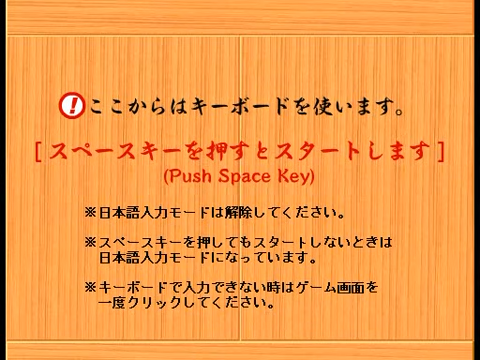 ! ここからはキーボードを使います。
[ スペースキーを押すとスタートします ]
(Push Space Key)
※日本語入力モードは解除してください。
※スペースキーを押してもスタートしないときは
日本語入力モードになっています。
※キーボードで入力できない時はゲーム画面を
一度クリックしてください。